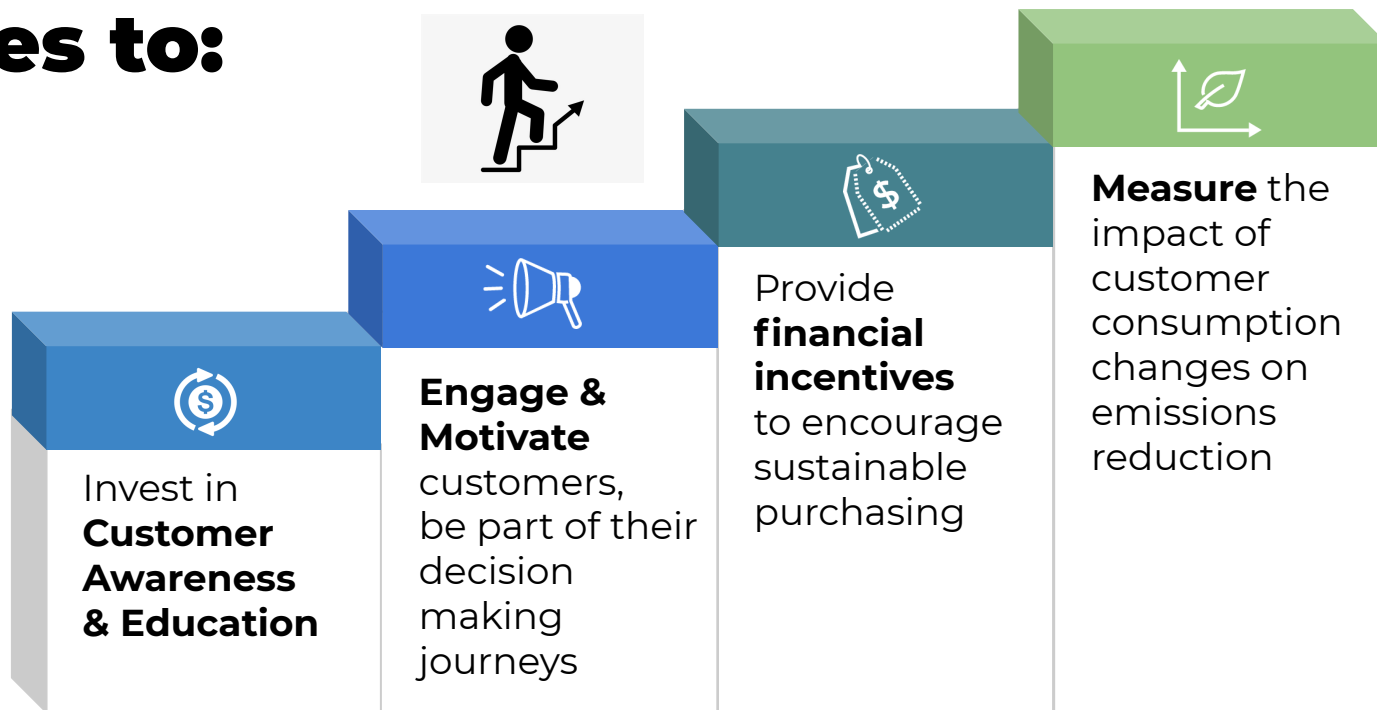 es to:
Invest in
Customer
Awareness
& Education
Engage &
Motivate
customers,
be part of their
decision
making
journeys
Provide
financial
incentives
to encourage
sustainable
purchasing
Measure the
impact of
customer
consumption
changes on
emissions
reduction